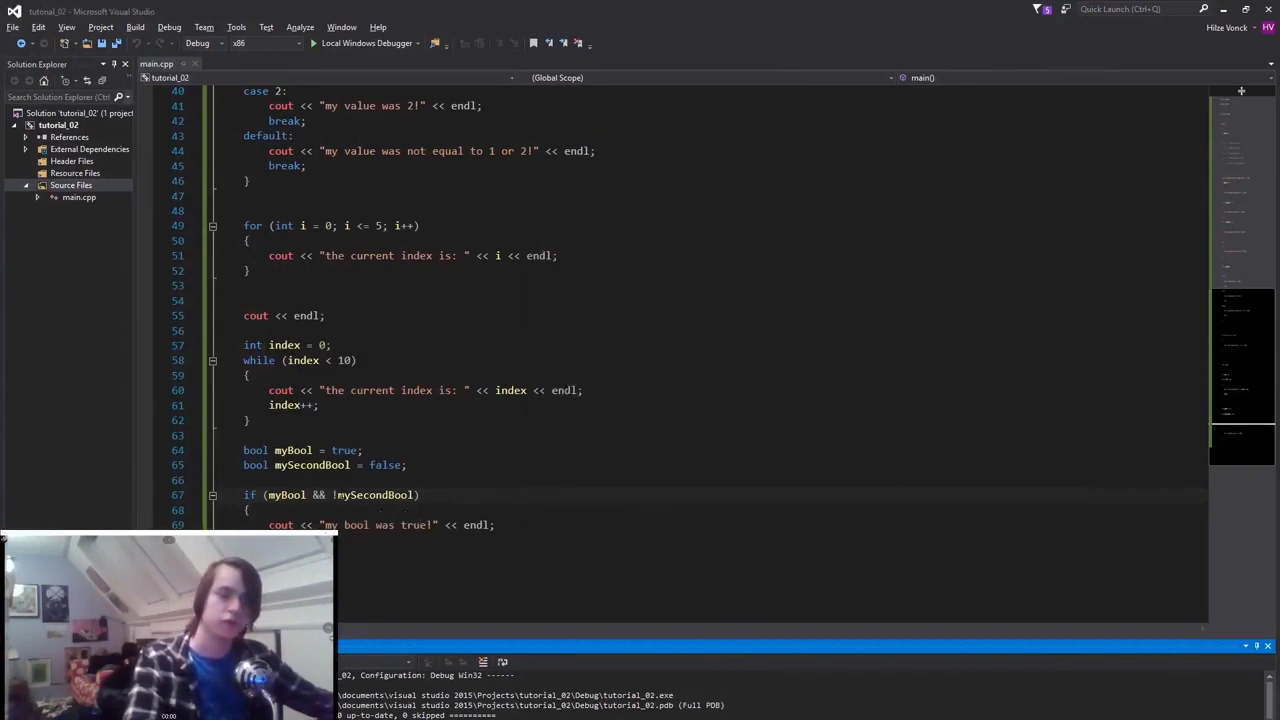 tutorial_02 - Microsoft Visual Studio
5
Quick Launch (Ctrl+Q)
File Edit View Project Build Debug Team Tools Test Analyze Window Help
Hilze Vonck HV
Debug x86 Local Windows Debugger
Solution Explorer
main.cpp
tutorial_02 (Global Scope) main()
Search Solution Explorer (Ctrl
Solution 'tutorial_02' (1 project
tutorial_02
References
External Dependencies
Header Files
Resource Files
Source Files
main.cpp
40 case 2:
41 cout << "my value was 2!" << endl;
42 break;
43 default:
44 cout << "my value was not equal to 1 or 2!" << endl;
45 break;
46 }
47
48
49 for (int i = 0; i <= 5; i++)
50 {
51 cout << "the current index is: " << i << endl;
52 }
53
54
55 cout << endl;
56
57 int index = 0;
58 while (index < 10)
59 {
60 cout << "the current index is: " << index << endl;
61 index++;
62 }
63
64 bool myBool = true;
65 bool mySecondBool = false;
66
67 if (myBool && !mySecondBool)
68 {
69 cout << "my bool was true!" << endl;
_02, Configuration: Debug Win32 ------
\documents\visual studio 2015\Projects\tutorial_02\Debug\tutorial_02.exe
\documents\visual studio 2015\Projects\tutorial_02\Debug\tutorial_02.pdb (Full PDB)
0 up-to-date, 0 skipped ==========